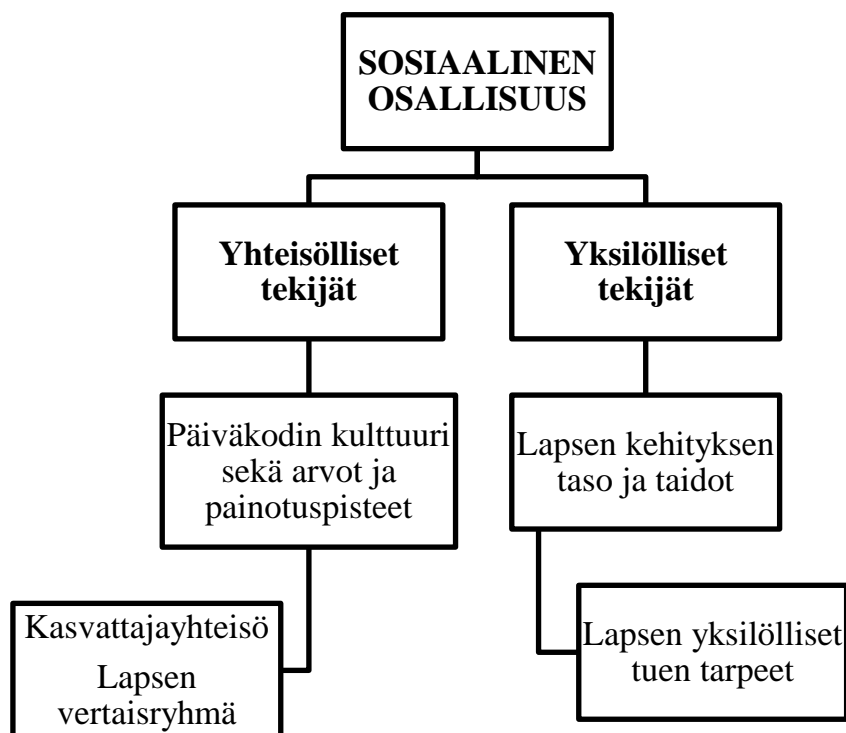 SOSIAALINEN
OSALLISUUS
Yhteisölliset
tekijät
Yksilölliset
tekijät
Päiväkodin kulttuuri
sekä arvot ja
painotuspisteet
Lapsen kehityksen
taso ja taidot
Kasvattajayhteisö
Lapsen
vertaisryhmä
Lapsen yksilölliset
tuen tarpeet